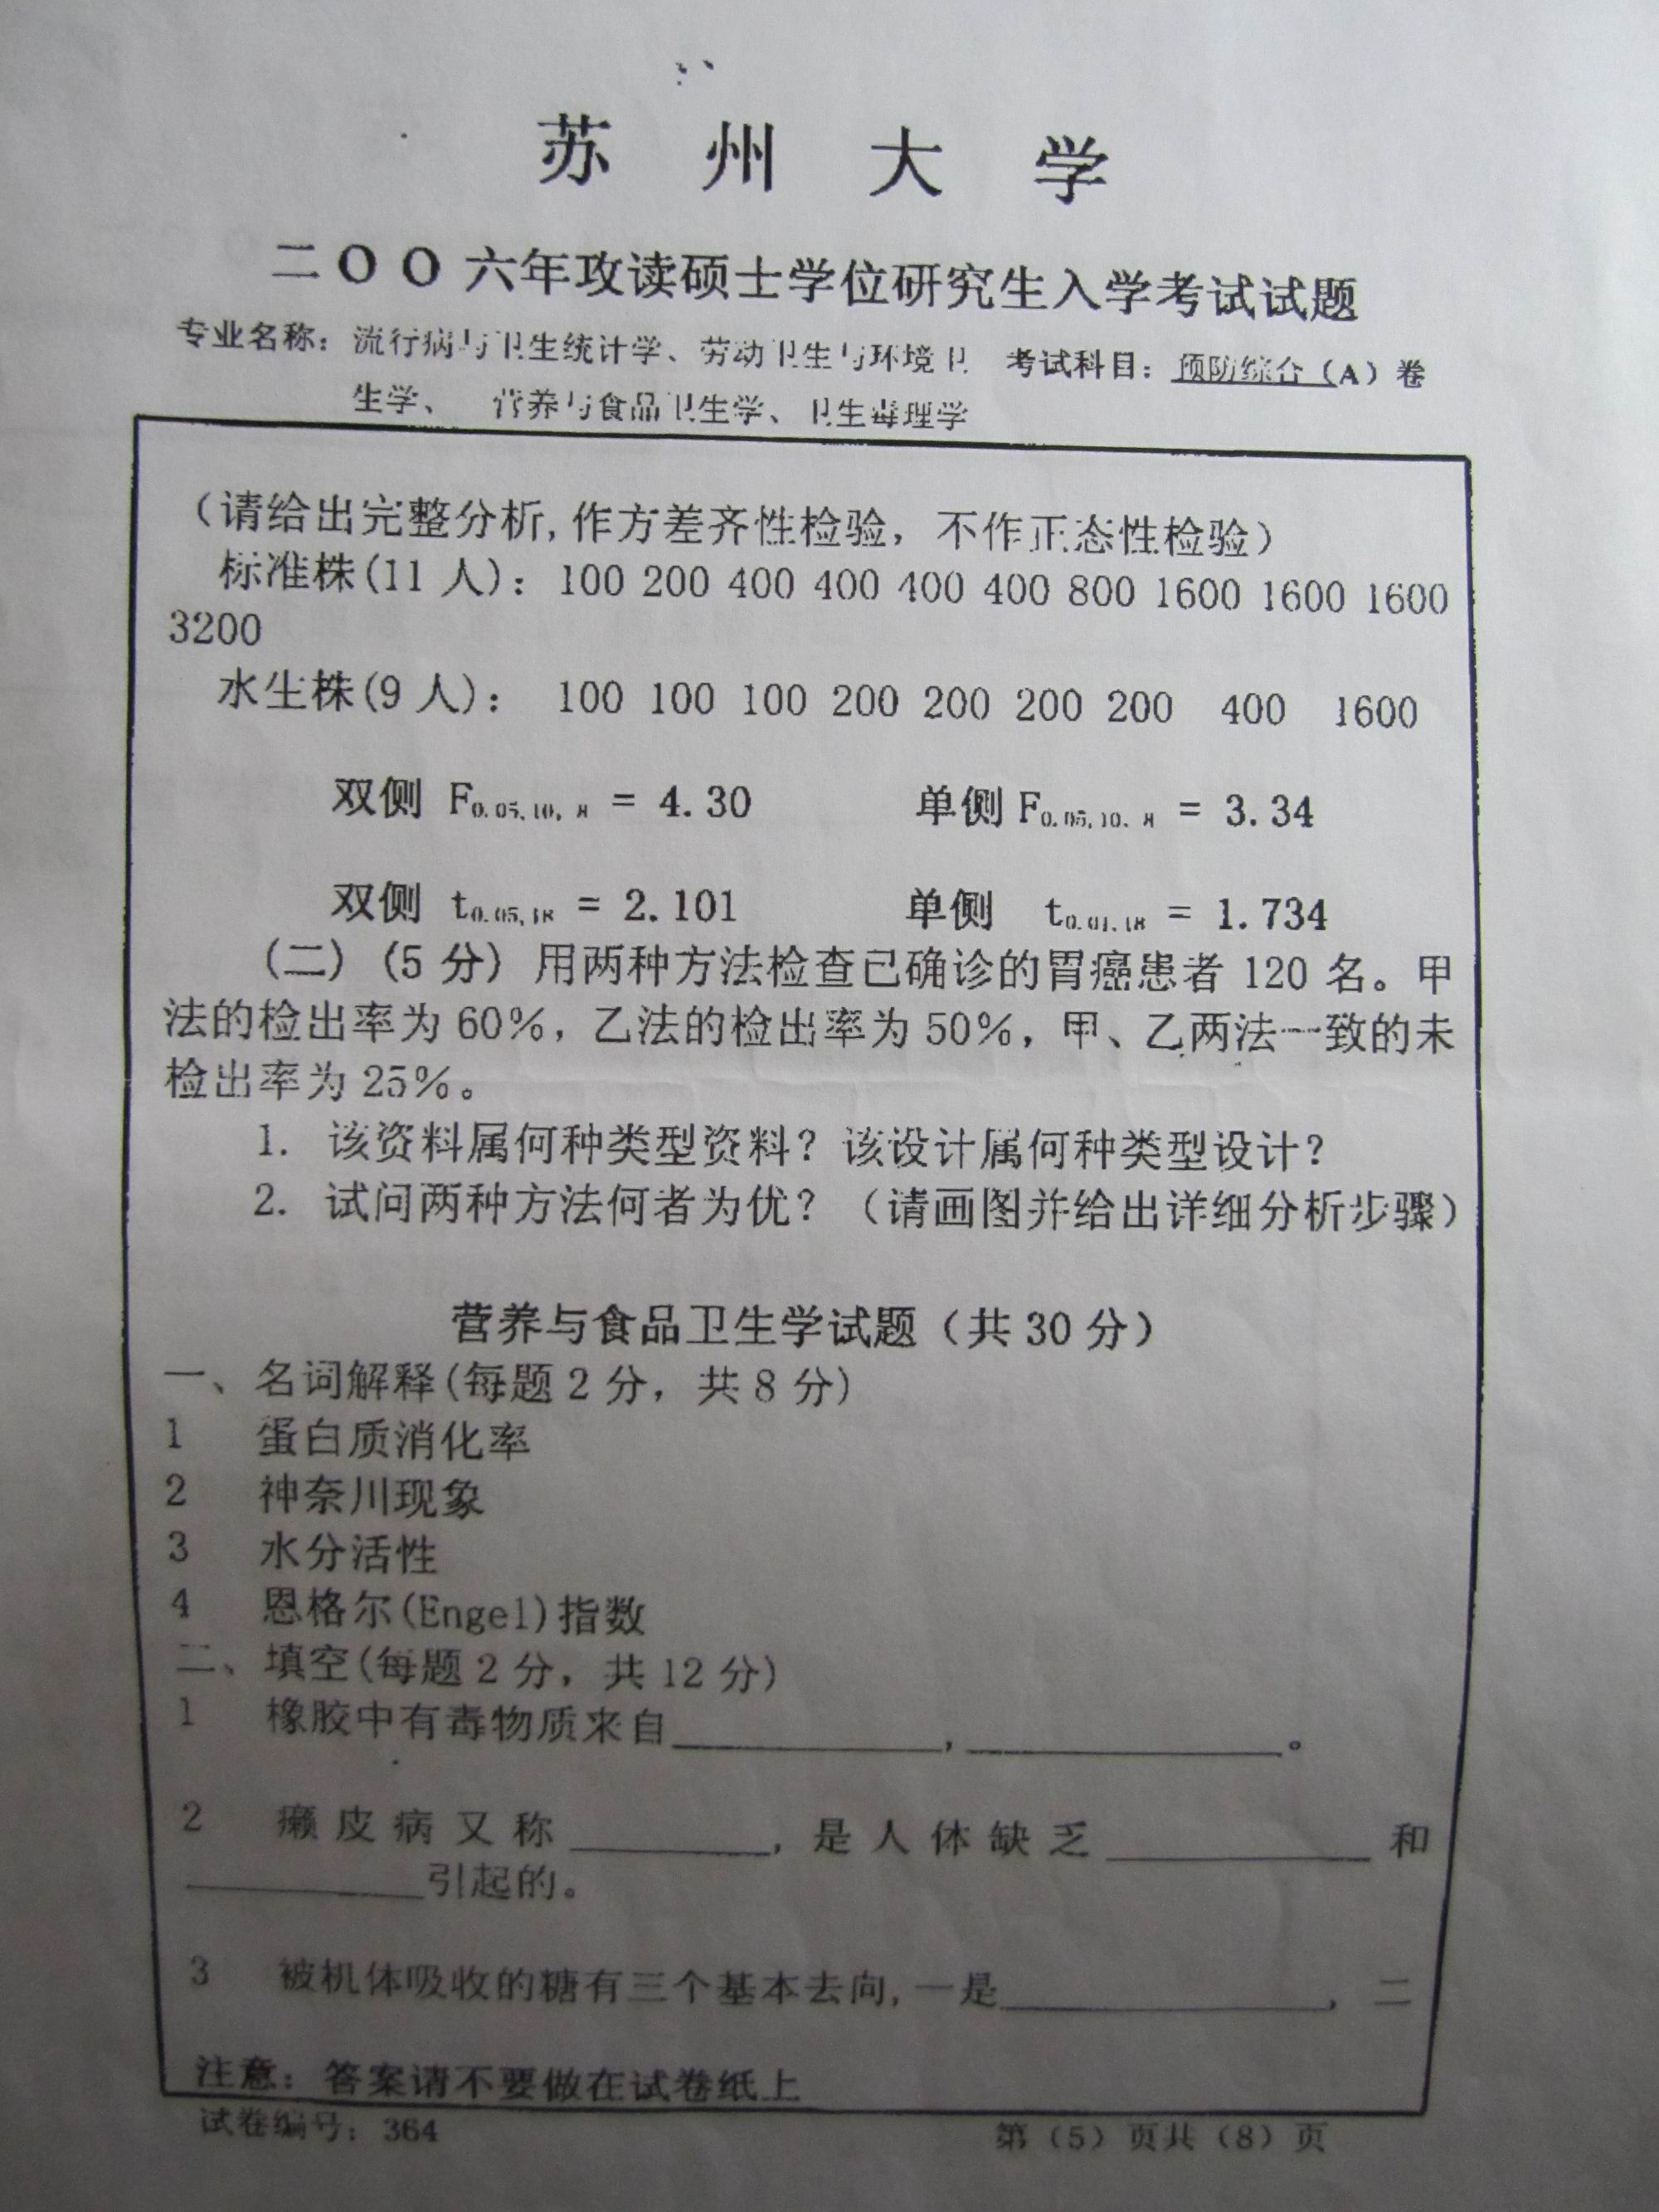 苏 州 大 学
二〇〇六年攻读硕士学位研究生入学考试试题
专业名称：流行病与卫生统计学、劳动卫生与环境卫 考试科目：预防综合（A）卷
生学、 营养与食品卫生学、卫生毒理学
（请给出完整分析,作方差齐性检验，不作正态性检验）
标准株(11 人)：100 200 400 400 400 400 800 1600 1600 1600
3200
水生株(9 人)： 100 100 100 200 200 200 200 400 1600
双侧 F0.05,10, 8 = 4.30 单侧 F0.05,10. 8 = 3.34
双侧 t0.05,18 = 2.101 单侧 t0.01,18 = 1.734
（二）(5 分) 用两种方法检查已确诊的胃癌患者 120 名。甲
法的检出率为 60%，乙法的检出率为 50%，甲、乙两法一致的未
检出率为 25%。
1. 该资料属何种类型资料？该设计属何种类型设计？
2. 试问两种方法何者为优？（请画图并给出详细分析步骤）
营养与食品卫生学试题（共 30 分）
一、名词解释(每题 2 分，共 8 分)
1 蛋白质消化率
2 神奈川现象
3 水分活性
4 恩格尔(Engel)指数
二、填空(每题 2 分，共 12 分)
1 橡胶中有毒物质来自____________，______________。
2 癞皮病又称_________，是人体缺乏____________和
___________引起的。
3 被机体吸收的糖有三个基本去向,一是______________，二
注意：答案请不要做在试卷纸上
试卷编号：364 第（5）页共（8）页